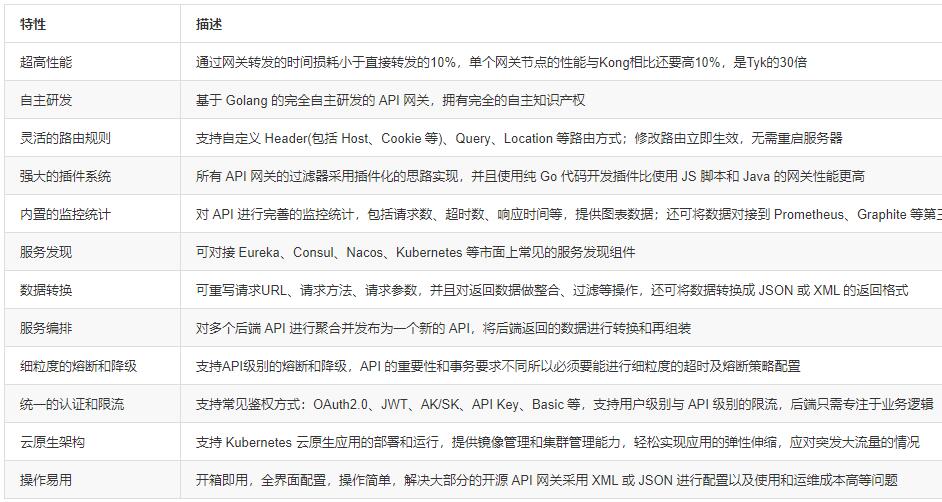 特性 描述
超高性能 通过网关转发的时间损耗小于直接转发的10%，单个网关节点的性能与Kong相比还要高10%，是Tyk的30倍
自主研发 基于 Golang 的完全自主研发的 API 网关，拥有完全的自主知识产权
灵活的路由规则 支持自定义 Header(包括 Host、Cookie 等)、Query、Location 等路由方式；修改路由立即生效，无需重启服务器
强大的插件系统 所有 API 网关的过滤器采用插件化的思路实现，并且使用纯 Go 代码开发插件比使用 JS 脚本和 Java 的网关性能更高
内置的监控统计 对 API 进行完善的监控统计，包括请求数、超时数、响应时间等，提供图表数据；还可将数据对接到 Prometheus、Graphite 等第三
服务发现 可对接 Eureka、Consul、Nacos、Kubernetes 等市面上常见的服务发现组件
数据转换 可重写请求URL、请求方法、请求参数，并且对返回数据做整合、过滤等操作，还可将数据转换成 JSON 或 XML 的返回格式
服务编排 对多个后端 API 进行聚合并发布为一个新的 API，将后端返回的数据进行转换和再组装
细粒度的熔断和降级 支持API级别的熔断和降级，API 的重要性和事务要求不同所以必须要能进行细粒度的超时及熔断策略配置
统一的认证和限流 支持常见鉴权方式：OAuth2.0、JWT、AK/SK、API Key、Basic 等，支持用户级别与 API 级别的限流，后端只需专注于业务逻辑
云原生架构 支持 Kubernetes 云原生应用的部署和运行，提供镜像管理和集群管理能力，轻松实现应用的弹性伸缩，应对突发大流量的情况
操作易用 开箱即用，全界面配置，操作简单，解决大部分的开源 API 网关采用 XML 或 JSON 进行配置以及使用和运维成本高等问题